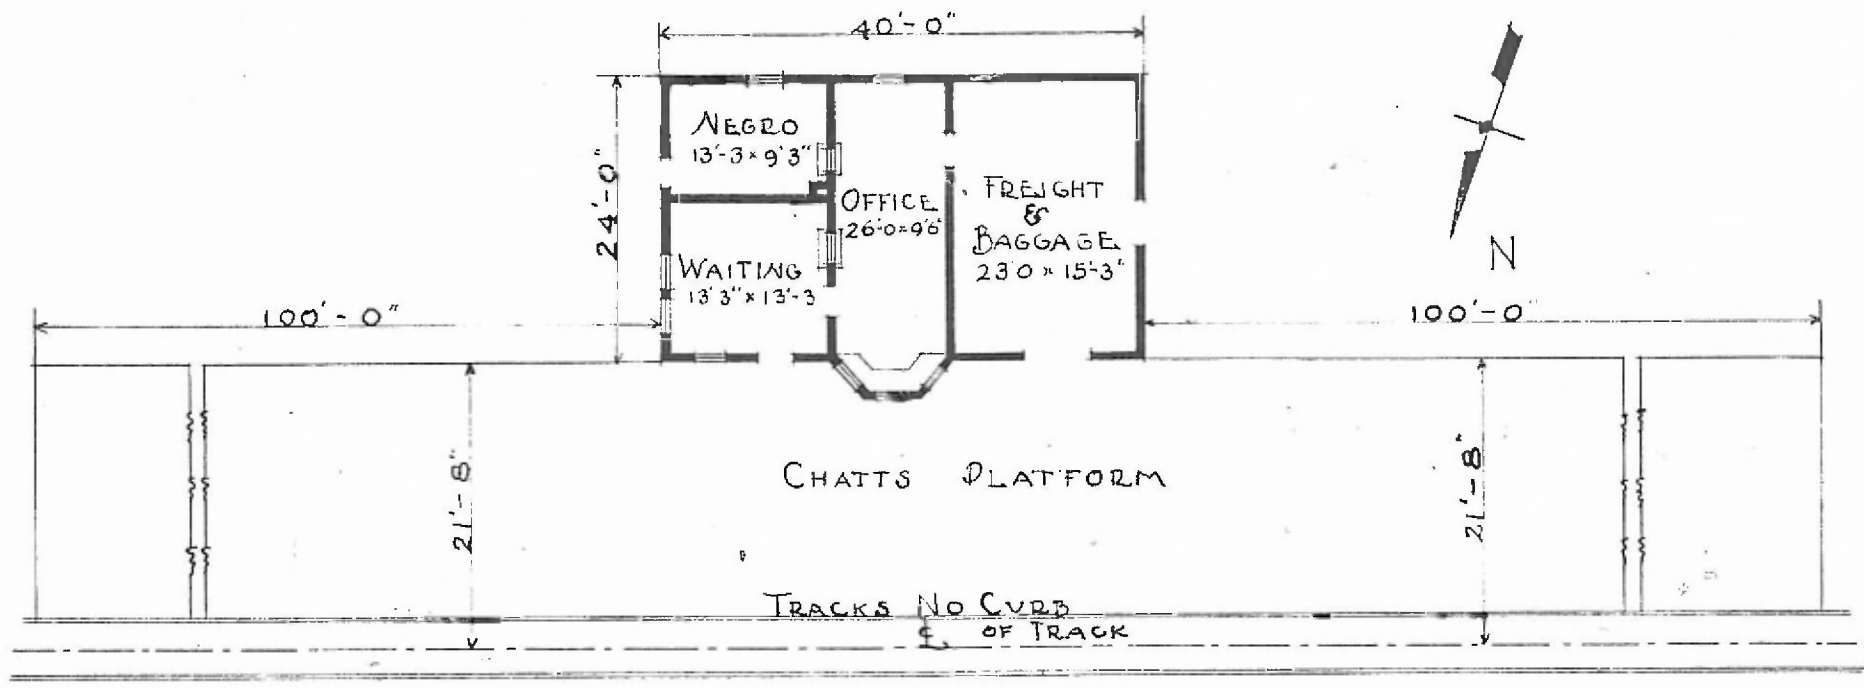 40'-0"
NEGRO
13'-3 × 9'3"
24'-0"
OFFICE
26'-0 × 9'6"
FREIGHT
&
BAGGAGE
23'0 × 15'-3"
WAITING
13'3" × 13'-3
N
100'-0"
100'-0"
21'-8"
CHATTS PLATFORM
21'-8"
TRACKS NO CURB
℄ OF TRACK